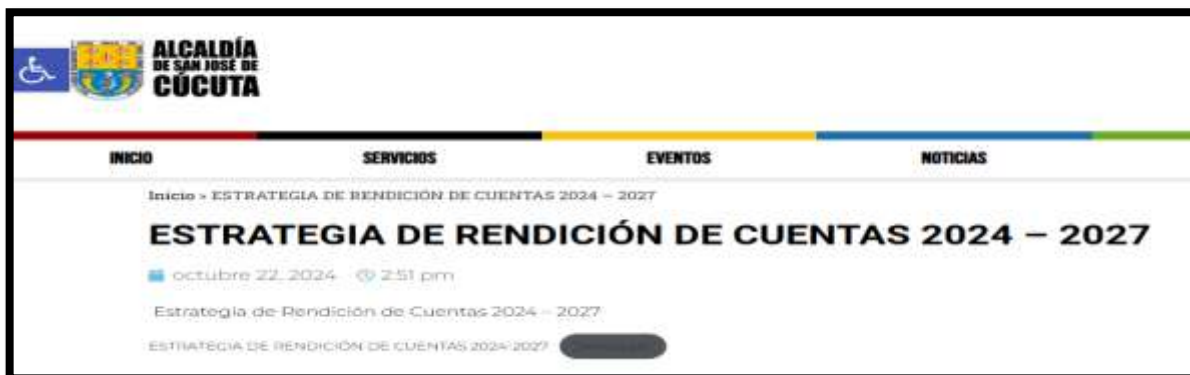 ALCALDÍA
DE SAN JOSÉ DE
CÚCUTA
INICIO SERVICIOS EVENTOS NOTICIAS
Inicio » ESTRATEGIA DE RENDICIÓN DE CUENTAS 2024 – 2027
ESTRATEGIA DE RENDICIÓN DE CUENTAS 2024 – 2027
octubre 22, 2024 2:51 pm
Estrategia de Rendición de Cuentas 2024 – 2027
ESTRATEGIA DE RENDICIÓN DE CUENTAS 2024-2027